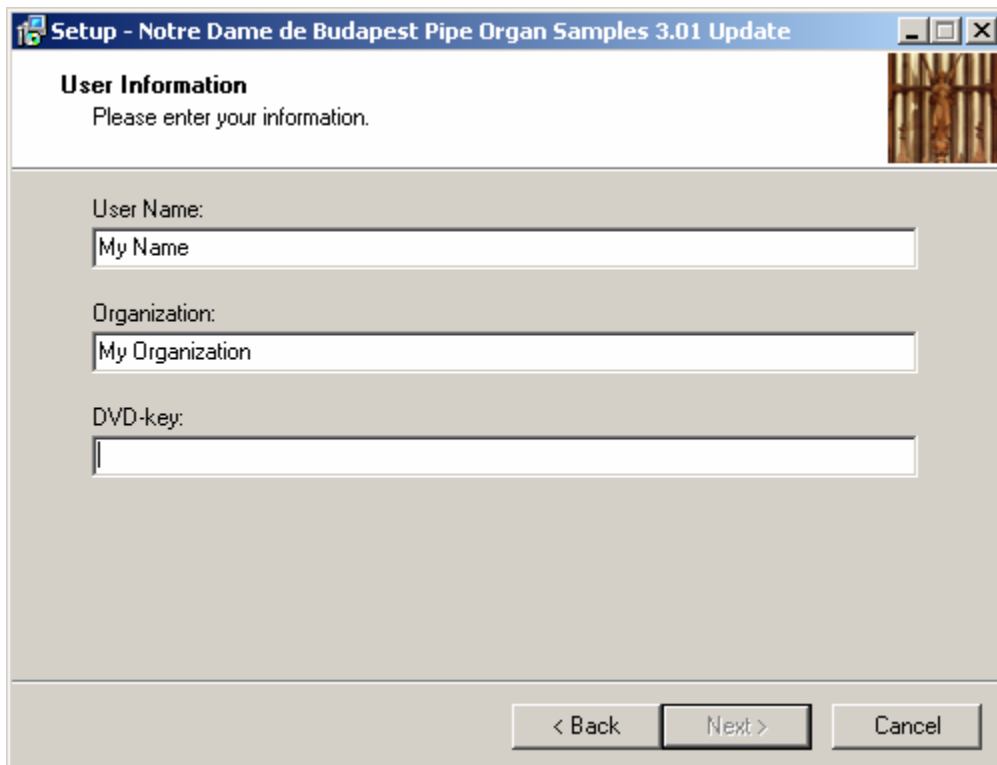 Setup - Notre Dame de Budapest Pipe Organ Samples 3.01 Update
User Information
Please enter your information.
User Name:
My Name
Organization:
My Organization
DVD-key:
< Back Next > Cancel